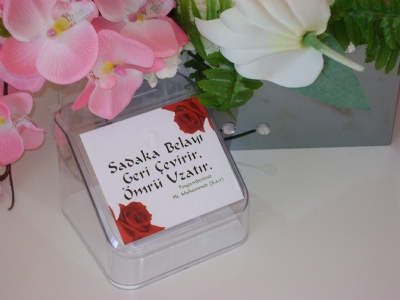 Sadaka Belayı
Geri Çevirir.
Ömrü Uzatır.
Peygamberimiz
Hz. Muhammed (S.a.v)